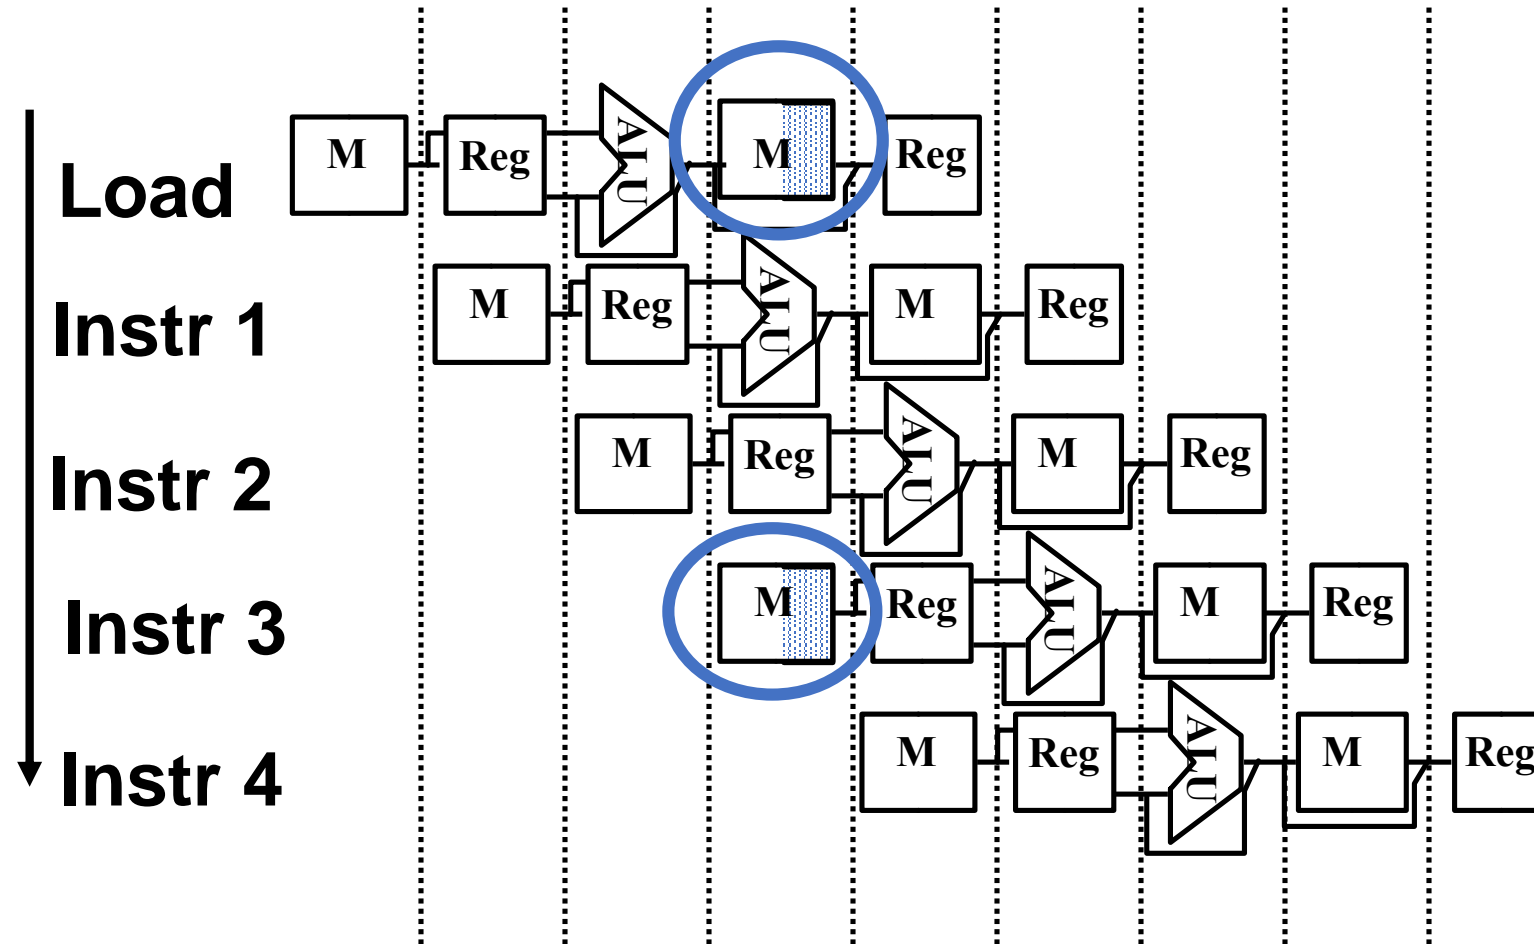 Load M Reg ALU M Reg
Instr 1 M Reg ALU M Reg
Instr 2 M Reg ALU M Reg
Instr 3 M Reg ALU M Reg
Instr 4 M Reg ALU M Reg